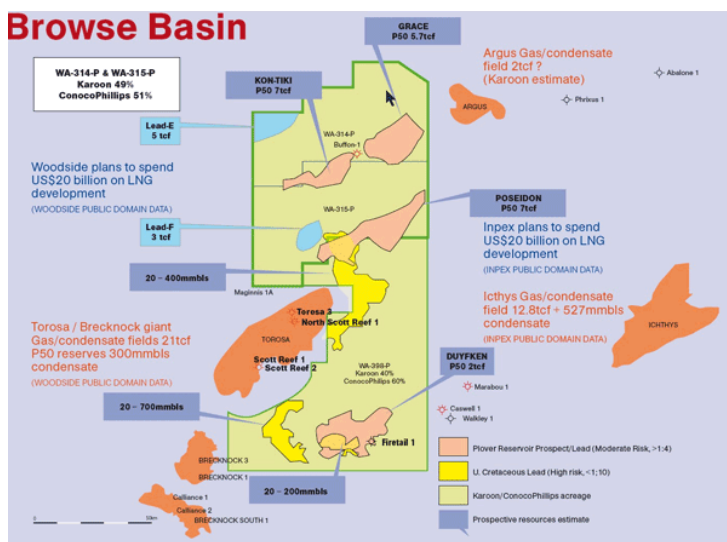 Browse Basin
GRACE
P50 5.7tcf
WA-314-P & WA-315-P
Karoon 49%
ConocoPhillips 51%
KON-TIKI
P50 7tcf
Argus Gas/condensate
field 2tcf ?
(Karoon estimate)
Abalone 1
Phrixus 1
ARGUS
Lead-E
5 tcf
WA-314-P
Buffon-1
Woodside plans to spend
US$20 billion on LNG
development
(WOODSIDE PUBLIC DOMAIN DATA)
POSEIDON
P50 7tcf
WA-315-P
Lead-F
3 tcf
Inpex plans to spend
US$20 billion on LNG
development
(INPEX PUBLIC DOMAIN DATA)
20 – 400mmbls
Maginnis 1A
Icthys Gas/condensate
field 12.8tcf + 527mmbls
condensate
(INPEX PUBLIC DOMAIN DATA)
ICHTHYS
Torosa / Brecknock giant
Gas/condensate fields 21tcf
P50 reserves 300mmbls
condensate
(WOODSIDE PUBLIC DOMAIN DATA)
Torosa 3
North Scott Reef 1
TOROSA
Scott Reef 1
Scott Reef 2
WA-398-P
Karoon 40%
ConocoPhilips 60%
DUYFKEN
P50 2tcf
Marabou 1
Caswell 1
Walkley 1
20 – 700mmbls
Firetail 1
BRECKNOCK 3
BRECKNOCK 1
Calliance 1
Calliance 2
BRECKNOCK SOUTH 1
20 – 200mmbls
Plover Reservoir Prospect/Lead (Moderate Risk, >1:4)
U. Cretaceous Lead (High risk, <1;10)
Karoon/ConocoPhillips acreage
Prospective resources estimate
0
10km